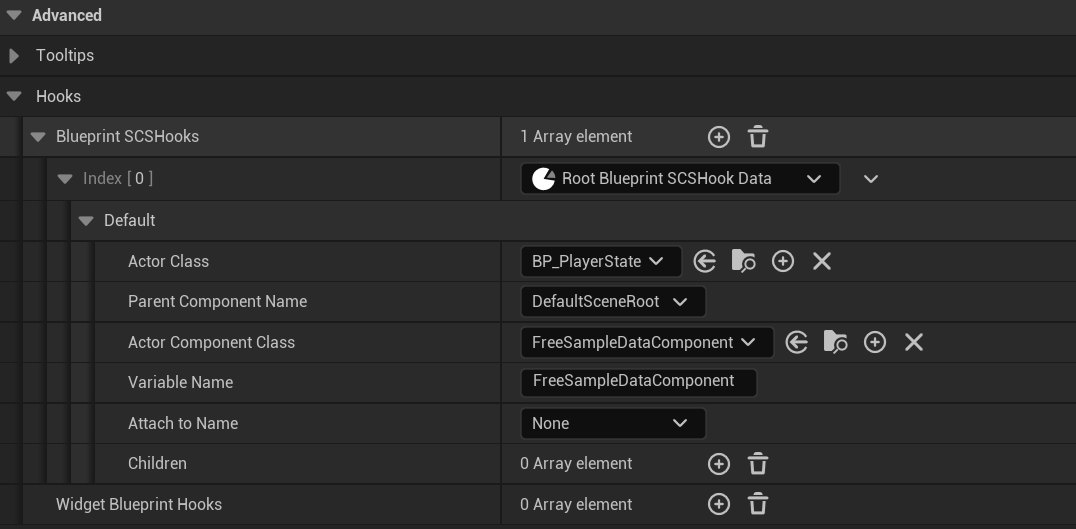 Advanced
Tooltips
Hooks
Blueprint SCSHooks 1 Array element
Index [ 0 ] Root Blueprint SCSHook Data
Default
Actor Class BP_PlayerState
Parent Component Name DefaultSceneRoot
Actor Component Class FreeSampleDataComponent
Variable Name FreeSampleDataComponent
Attach to Name None
Children 0 Array element
Widget Blueprint Hooks 0 Array element